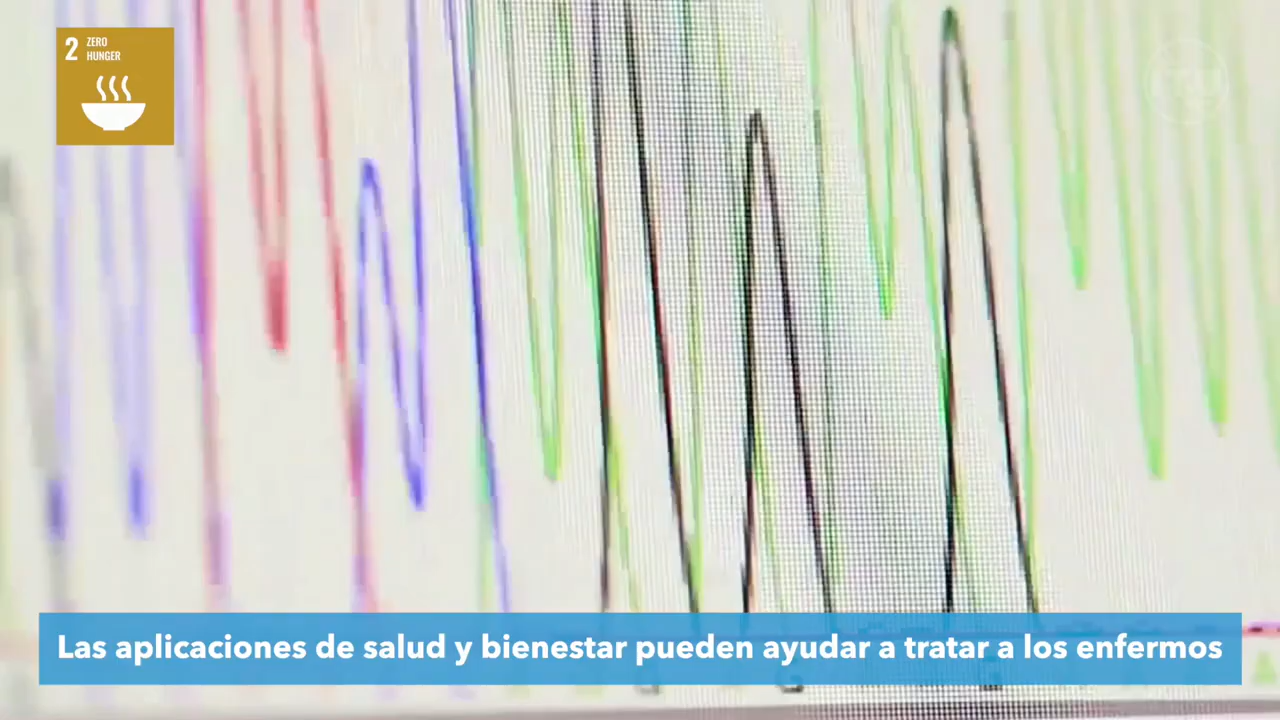 2 ZERO
HUNGER
Las aplicaciones de salud y bienestar pueden ayudar a tratar a los enfermos